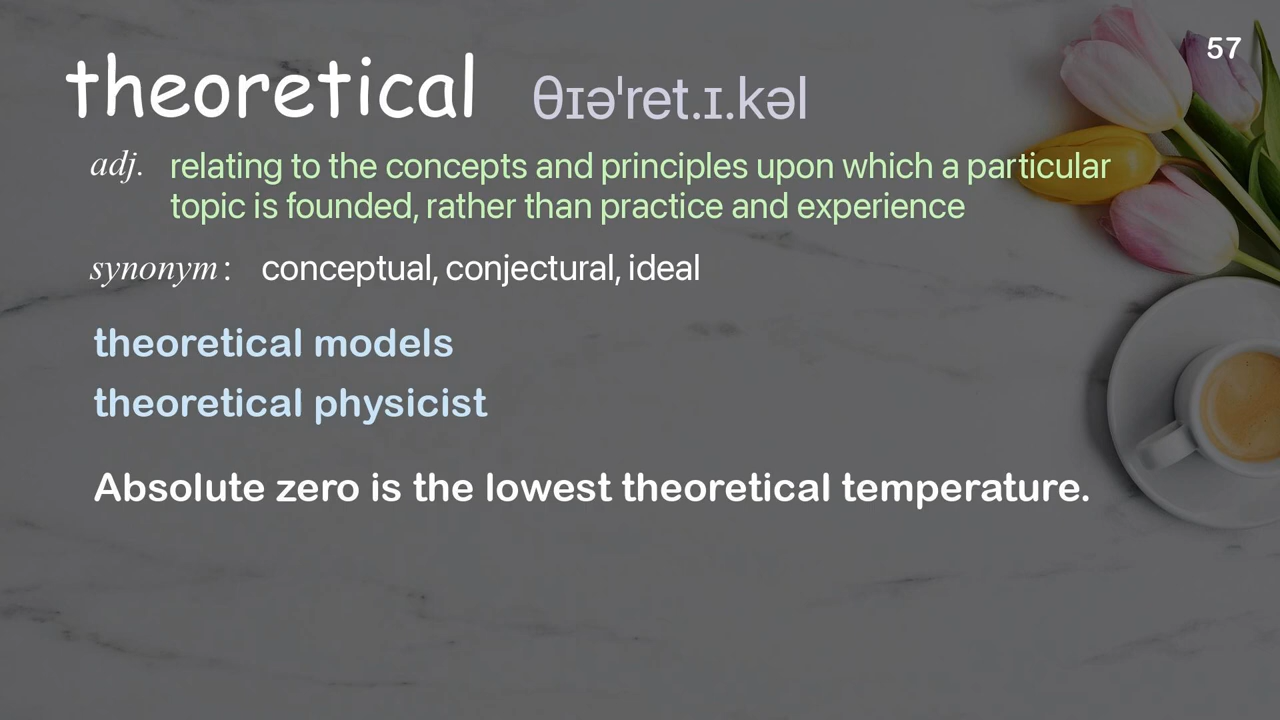 57
theoretical θɪəˈret.ɪ.kəl
adj. relating to the concepts and principles upon which a particular
topic is founded, rather than practice and experience
synonym: conceptual, conjectural, ideal
theoretical models
theoretical physicist
Absolute zero is the lowest theoretical temperature.